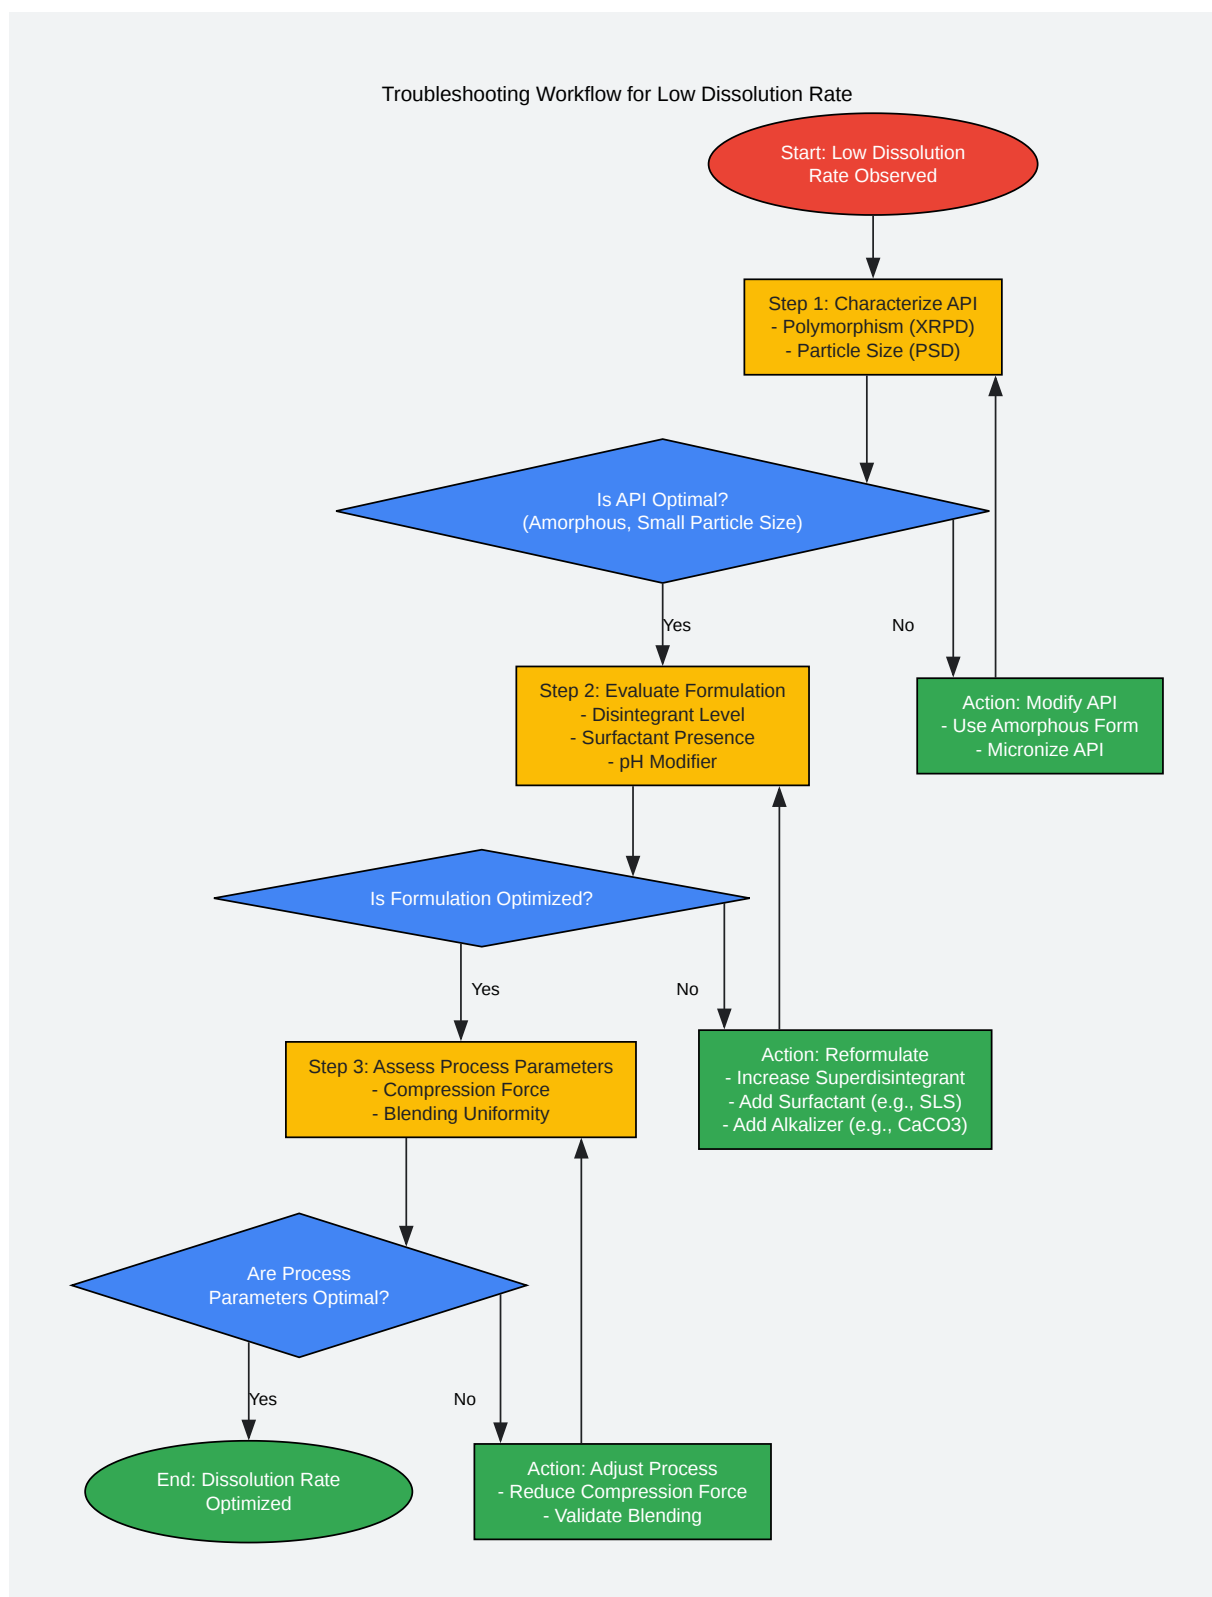 Troubleshooting Workflow for Low Dissolution Rate
Start: Low Dissolution
Rate Observed
Step 1: Characterize API
- Polymorphism (XRPD)
- Particle Size (PSD)
Is API Optimal?
(Amorphous, Small Particle Size)
Yes
No
Step 2: Evaluate Formulation
- Disintegrant Level
- Surfactant Presence
- pH Modifier
Action: Modify API
- Use Amorphous Form
- Micronize API
Is Formulation Optimized?
Yes
No
Step 3: Assess Process Parameters
- Compression Force
- Blending Uniformity
Action: Reformulate
- Increase Superdisintegrant
- Add Surfactant (e.g., SLS)
- Add Alkalizer (e.g., CaCO3)
Are Process
Parameters Optimal?
Yes
No
End: Dissolution Rate
Optimized
Action: Adjust Process
- Reduce Compression Force
- Validate Blending